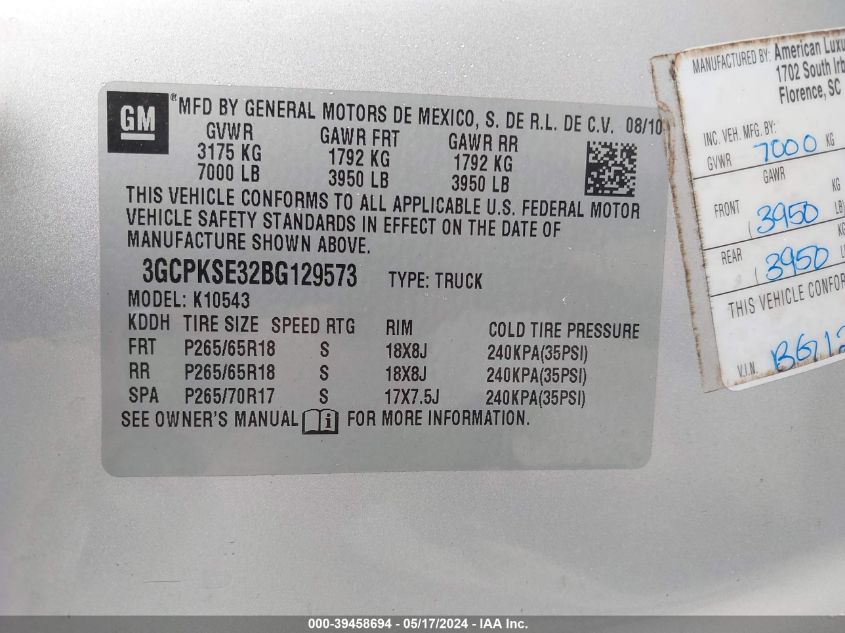 GM ® MFD BY GENERAL MOTORS DE MEXICO, S. DE R.L. DE C.V. 08/10
GVWR GAWR FRT GAWR RR
3175 KG 1792 KG 1792 KG
7000 LB 3950 LB 3950 LB
THIS VEHICLE CONFORMS TO ALL APPLICABLE U.S. FEDERAL MOTOR
VEHICLE SAFETY STANDARDS IN EFFECT ON THE DATE OF
MANUFACTURE SHOWN ABOVE.
3GCPKSE32BG129573 TYPE: TRUCK
MODEL: K10543
KDDH TIRE SIZE SPEED RTG RIM COLD TIRE PRESSURE
FRT P265/65R18 S 18X8J 240KPA(35PSI)
RR P265/65R18 S 18X8J 240KPA(35PSI)
SPA P265/70R17 S 17X7.5J 240KPA(35PSI)
SEE OWNER'S MANUAL i FOR MORE INFORMATION.
MANUFACTURED BY: American Luxu
1702 South Irb
Florence, SC
INC. VEH. MFG. BY:
GVWR 7000 KG
GAWR
KG
FRONT (3950 LB)
KG
REAR (3950
THIS VEHICLE CONFOR
V.I.N. BG12
000-39458694 - 05/17/2024 - IAA Inc.